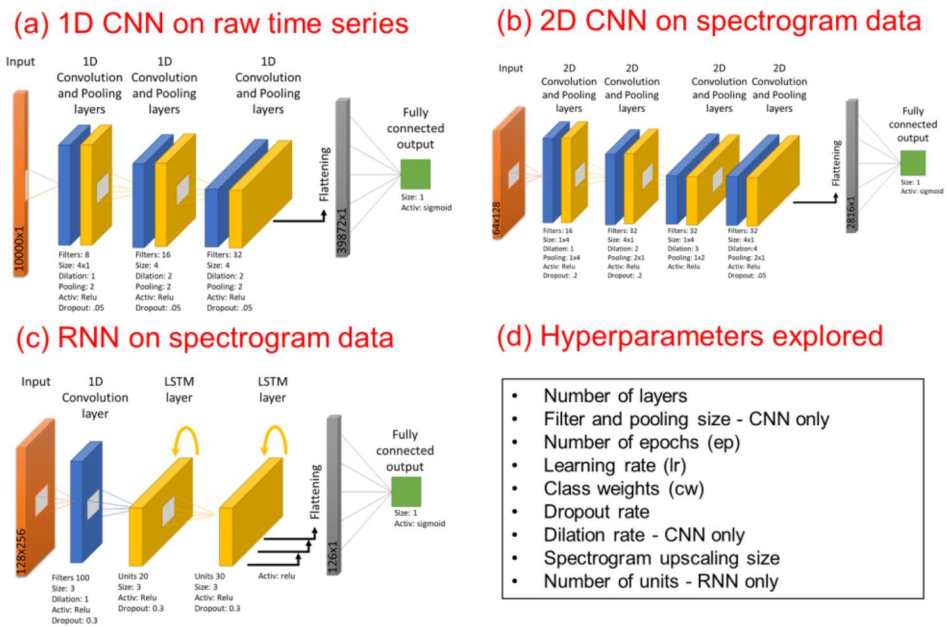 (a) 1D CNN on raw time series
Input
1D
Convolution
and Pooling
layers
1D
Convolution
and Pooling
layers
1D
Convolution
and Pooling
layers
Fully
connected
output
10000x1
Flattening
39872x1
Size: 1
Activ: sigmoid
Filters: 8
Size: 4x1
Dilation: 1
Pooling: 2
Activ: Relu
Dropout: .05
Filters: 16
Size: 4
Dilation: 2
Pooling: 2
Activ: Relu
Dropout: .05
Filters: 32
Size: 4
Dilation: 2
Pooling: 2
Activ: Relu
Dropout: .05
(b) 2D CNN on spectrogram data
Input
2D
Convolution
and Pooling
layers
2D
Convolution
and Pooling
layers
2D
Convolution
and Pooling
layers
2D
Convolution
and Pooling
layers
Fully
connected
output
64x128
Flattening
2816x1
Size: 1
Activ: sigmoid
Filters: 16
Size: 1x4
Dilation: 1
Pooling: 1x4
Activ: Relu
Dropout: .2
Filters: 32
Size: 4x1
Dilation: 2
Pooling: 2x1
Activ: Relu
Dropout: .2
Filters: 32
Size: 1x4
Dilation: 3
Pooling: 1x2
Activ: Relu
Filters: 32
Size: 4x1
Dilation:4
Pooling: 2x1
Activ: Relu
Dropout: .05
(c) RNN on spectrogram data
Input
1D
Convolution
layer
LSTM
layer
LSTM
layer
Fully
connected
output
128x256
Flattening
126x1
Size: 1
Activ: sigmoid
Filters 100
Size: 3
Dilation: 1
Activ: Relu
Dropout: 0.3
Units 20
Size: 3
Activ: Relu
Dropout: 0.3
Units 30
Size: 3
Activ: Relu
Dropout: 0.3
Activ: relu
(d) Hyperparameters explored
• Number of layers
• Filter and pooling size - CNN only
• Number of epochs (ep)
• Learning rate (lr)
• Class weights (cw)
• Dropout rate
• Dilation rate - CNN only
• Spectrogram upscaling size
• Number of units - RNN only